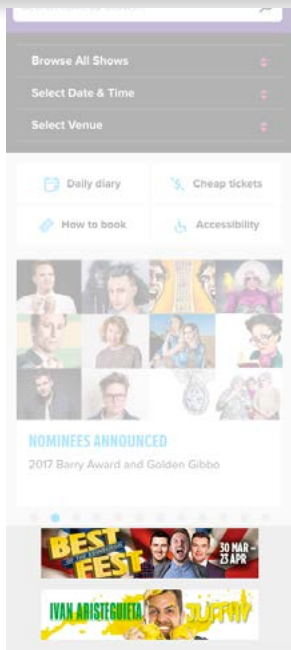 Browse All Shows
Select Date & Time
Select Venue
Daily diary
Cheap tickets
How to book
Accessibility
NOMINEES ANNOUNCED
2017 Barry Award and Golden Gibbo
BEST
FEST
30 MAR –
23 APR
IVAN ARISTEGUIETA
JUITHY